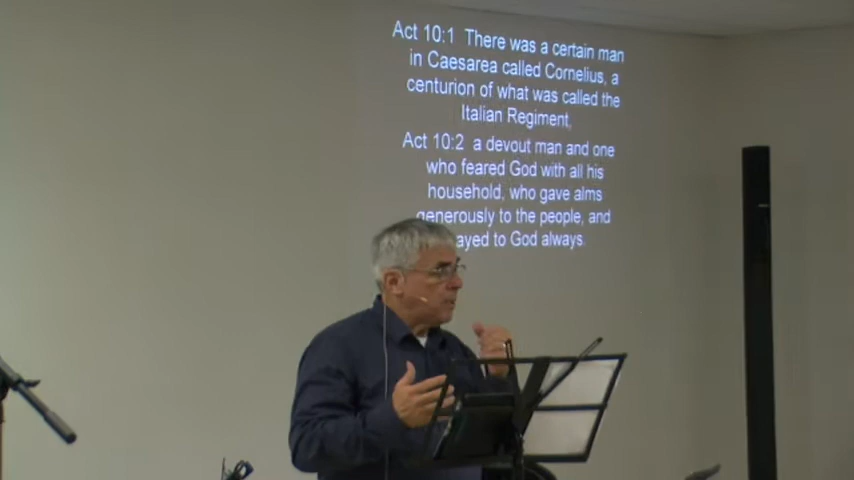 Act 10:1 There was a certain man
in Caesarea called Cornelius, a
centurion of what was called the
Italian Regiment,
Act 10:2 a devout man and one
who feared God with all his
household, who gave alms
generously to the people, and
to God always.